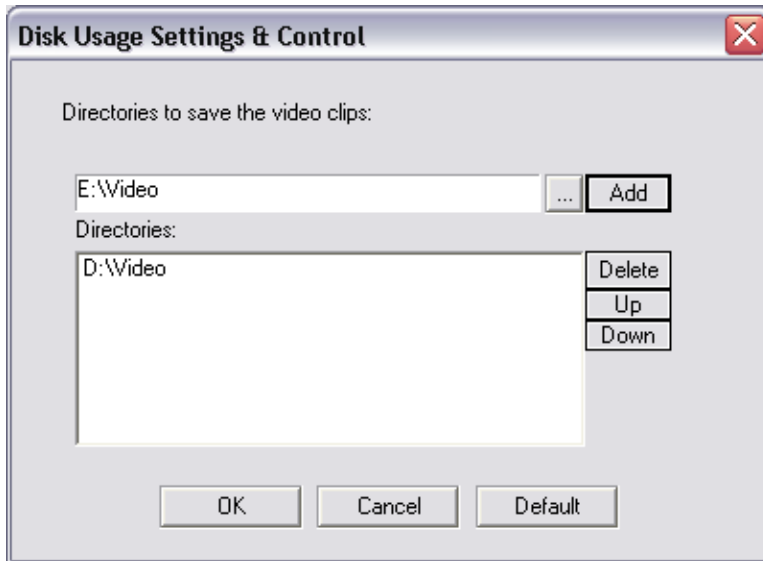 Disk Usage Settings & Control
Directories to save the video clips:
E:\Video
... Add
Directories:
D:\Video
Delete
Up
Down
OK Cancel Default